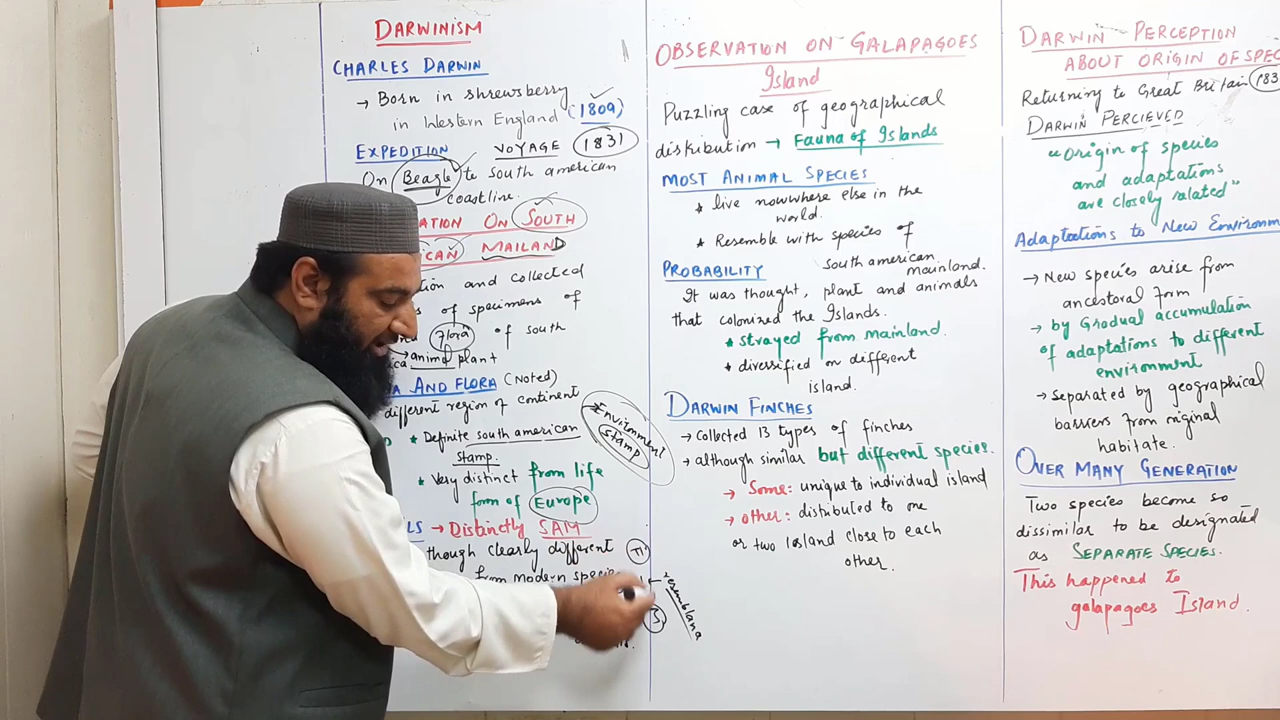 DARWINISM
CHARLES DARWIN
→ Born in shrewsberry
in Western England (1809)
EXPEDITION VOYAGE (1831)
On Beagle to south american
coastline.
ATION ON SOUTH
ICAN MAILAND
tion and collected
s of specimens of
Flora of south
ica → animal plant
A AND FLORA (Noted)
different region of continent
* Definite south american
stamp.
* Very distinct from life
form of Europe
→ Environment
stamp
LS → Distinctly SAM
though clearly different
from modern specie
resemblana
OBSERVATION ON GALAPAGOES
Island
Puzzling case of geographical
distribution → Fauna of Islands
MOST ANIMAL SPECIES
* live nowwhere else in the
world.
* Resemble with species of
south american
mainland.
PROBABILITY
It was thought, plant and animals
that colonized the Islands.
* strayed from mainland.
* diversified on different
island.
DARWIN FINCHES
→ Collected 13 types of finches
→ although similar but different species.
→ Some: unique to individual island
→ other: distributed to one
or two island close to each
other.
DARWIN PERCEPTION
ABOUT ORIGIN OF SPEC
Returning to Great Britain (183
DARWIN PERCIEVED
"Origin of species
and adaptations
are closely ralated"
Adaptations to New Environm
→ New species arise from
ancestoral form
→ by Gradual accumulation
of adaptations to different
environment
→ Separated by geographical
barriers from original
habitate.
OVER MANY GENERATION
Two species become so
dissimilar to be designated
as SEPARATE SPECIES.
This happened to
galapagoes Island.